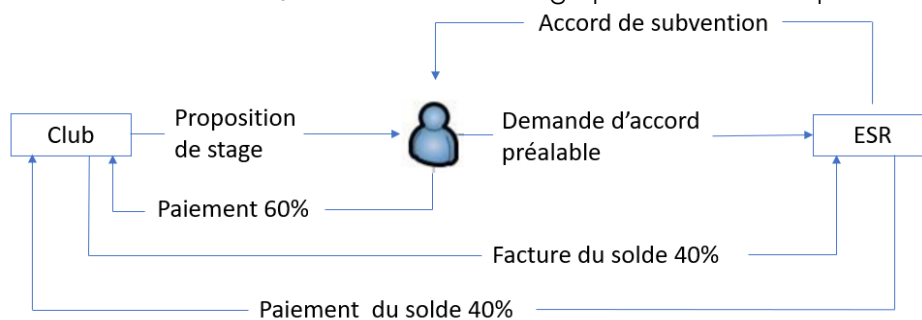 Accord de subvention
Club
Proposition
de stage
Demande d'accord
préalable
ESR
Paiement 60%
Facture du solde 40%
Paiement du solde 40%